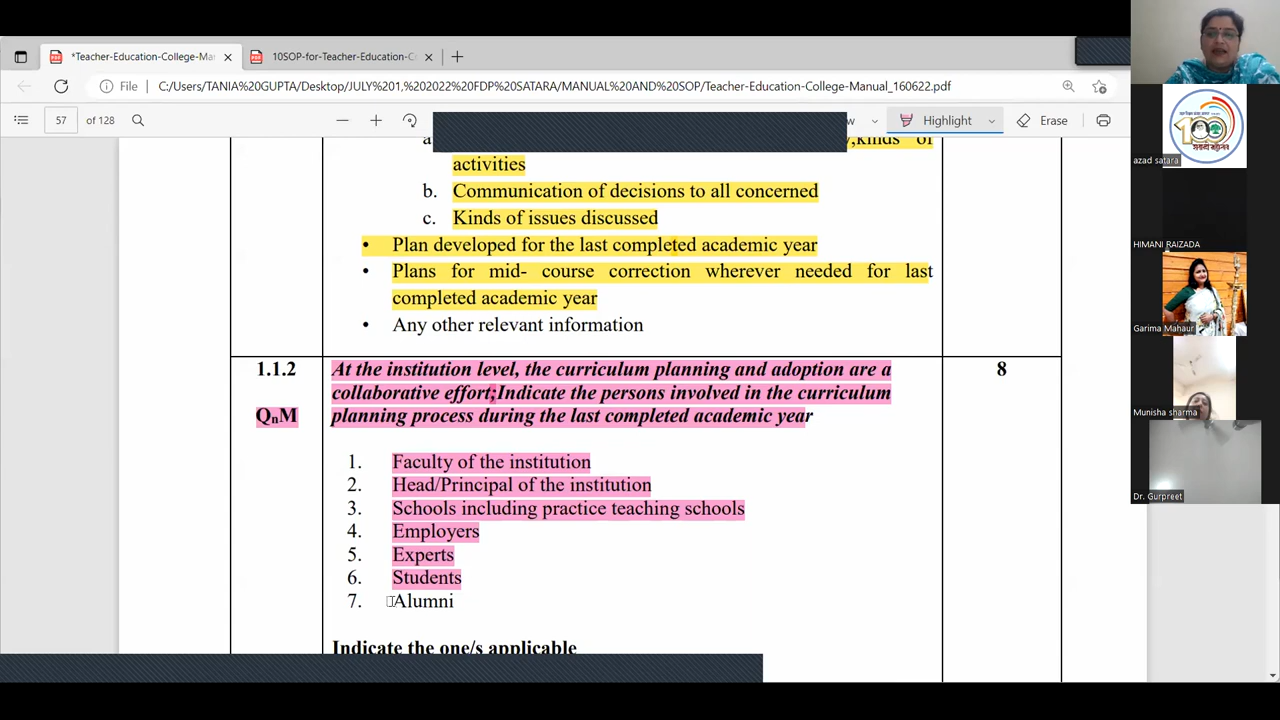 *Teacher-Education-College-Ma
10SOP-for-Teacher-Education-C
File
C:/Users/TANIA%20GUPTA/Desktop/JULY%201,%202022%20FDP%20SATARA/MANUAL%20AND%20SOP/Teacher-Education-College-Manual_160622.pdf
57 of 128
Highlight
Erase
kinds of
activities
b. Communication of decisions to all concerned
c. Kinds of issues discussed
• Plan developed for the last completed academic year
• Plans for mid- course correction wherever needed for last
completed academic year
• Any other relevant information
1.1.2
QnM
At the institution level, the curriculum planning and adoption are a
collaborative effort;Indicate the persons involved in the curriculum
planning process during the last completed academic year
8
1. Faculty of the institution
2. Head/Principal of the institution
3. Schools including practice teaching schools
4. Employers
5. Experts
6. Students
7. Alumni
Indicate the one/s applicable
100
azad satara
HIMANI RAIZADA
Garima Mahaur
Munisha sharma
Dr. Gurpreet